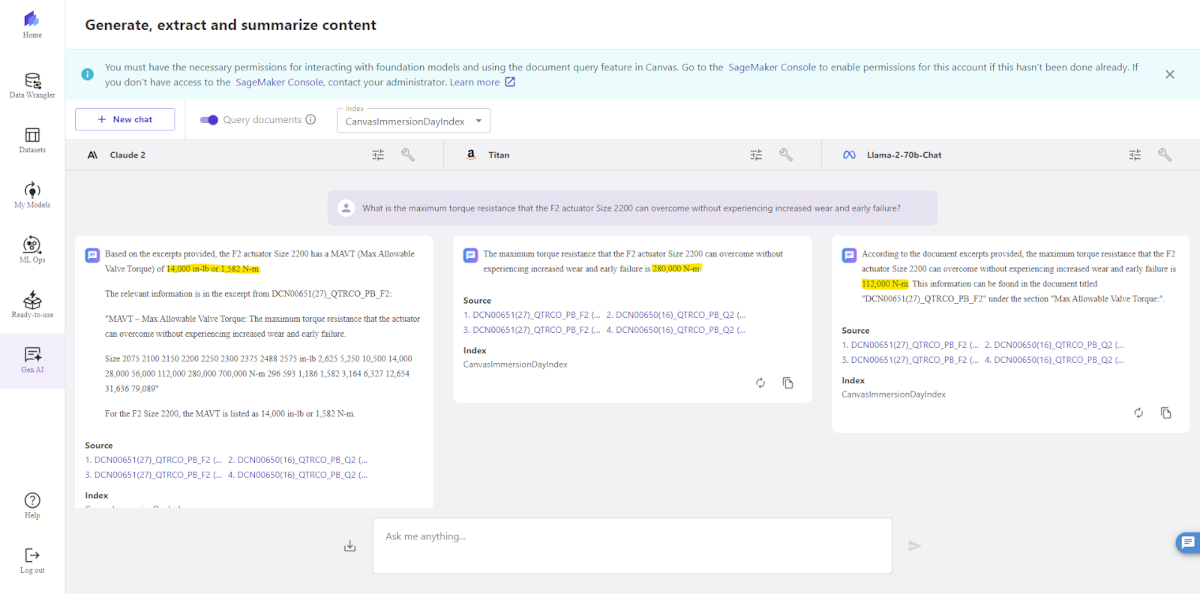 Home
Data Wrangler
Datasets
My Models
ML Ops
Ready-to-use
Gen AI
Help
Log out
Generate, extract and summarize content
You must have the necessary permissions for interacting with foundation models and using the document query feature in Canvas. Go to the SageMaker Console to enable permissions for this account if this hasn't been done already. If
you don't have access to the SageMaker Console, contact your administrator. Learn more
+ New chat
Query documents
Index
CanvasImmersionDayIndex
Claude 2
Titan
Llama-2-70b-Chat
What is the maximum torque resistance that the F2 actuator Size 2200 can overcome without experiencing increased wear and early failure?
Based on the excerpts provided, the F2 actuator Size 2200 has a MAVT (Max Allowable
Valve Torque) of 14,000 in-lb or 1,582 N-m.
The relevant information is in the excerpt from DCN00651(27)_QTRCO_PB_F2:
"MAVT – Max Allowable Valve Torque: The maximum torque resistance that the actuator
can overcome without experiencing increased wear and early failure.
Size 2075 2100 2150 2200 2250 2300 2375 2488 2575 in-lb 2,625 5,250 10,500 14,000
28,000 56,000 112,000 280,000 700,000 N-m 296 593 1,186 1,582 3,164 6,327 12,654
31,636 79,089"
For the F2 Size 2200, the MAVT is listed as 14,000 in-lb or 1,582 N-m.
Source
1. DCN00651(27)_QTRCO_PB_F2 (... 2. DCN00650(16)_QTRCO_PB_Q2 (...
3. DCN00651(27)_QTRCO_PB_F2 (... 4. DCN00650(16)_QTRCO_PB_Q2 (...
Index
The maximum torque resistance that the F2 actuator Size 2200 can overcome without
experiencing increased wear and early failure is 280,000 N-m
Source
1. DCN00651(27)_QTRCO_PB_F2 (... 2. DCN00650(16)_QTRCO_PB_Q2 (...
3. DCN00651(27)_QTRCO_PB_F2 (... 4. DCN00650(16)_QTRCO_PB_Q2 (...
Index
CanvasImmersionDayIndex
According to the document excerpts provided, the maximum torque resistance that the F2
actuator Size 2200 can overcome without experiencing increased wear and early failure is
112,000 N-m. This information can be found in the document titled
"DCN00651(27)_QTRCO_PB_F2" under the section "Max Allowable Valve Torque:".
Source
1. DCN00651(27)_QTRCO_PB_F2 (... 2. DCN00650(16)_QTRCO_PB_Q2 (...
3. DCN00651(27)_QTRCO_PB_F2 (... 4. DCN00650(16)_QTRCO_PB_Q2 (...
Index
CanvasImmersionDayIndex
Ask me anything...